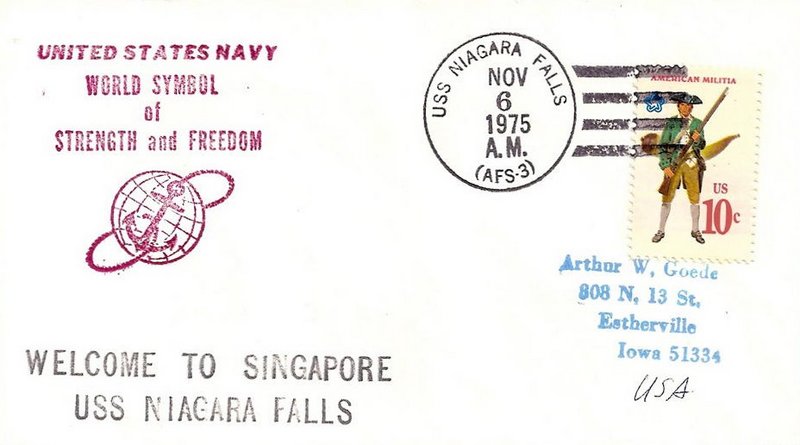 UNITED STATES NAVY
WORLD SYMBOL
of
STRENGTH and FREEDOM
USS NIAGARA FALLS
NOV
6
1975
A.M.
(AFS-3)
AMERICAN MILITIA
US
10c
Arthur W. Goede
808 N. 13 St.
Estherville
Iowa 51334
USA
WELCOME TO SINGAPORE
USS NIAGARA FALLS